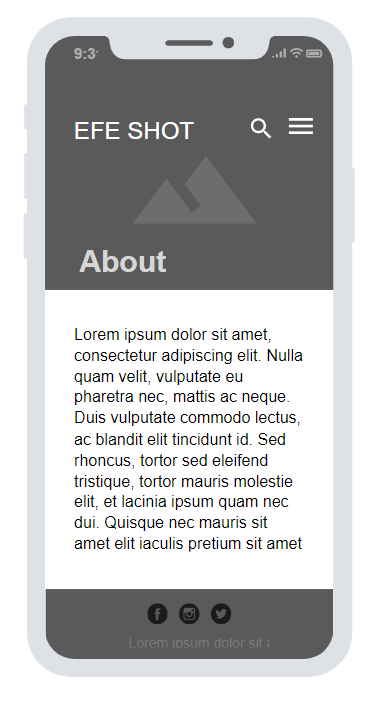 9:3
EFE SHOT
About
Lorem ipsum dolor sit amet,
consectetur adipiscing elit. Nulla
quam velit, vulputate eu
pharetra nec, mattis ac neque.
Duis vulputate commodo lectus,
ac blandit elit tincidunt id. Sed
rhoncus, tortor sed eleifend
tristique, tortor mauris molestie
elit, et lacinia ipsum quam nec
dui. Quisque nec mauris sit
amet elit iaculis pretium sit amet
Lorem ipsum dolor sit a